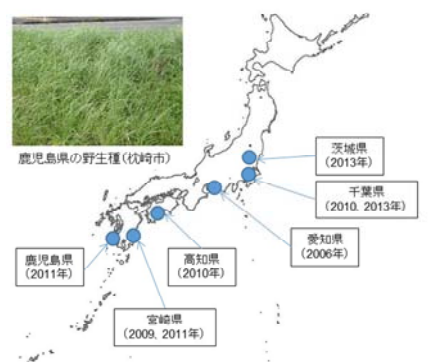 鹿児島県の野生種(枕崎市)
茨城県
(2013年)
千葉県
(2010, 2013年)
愛知県
(2006年)
高知県
(2010年)
鹿児島県
(2011年)
宮崎県
(2009, 2011年)